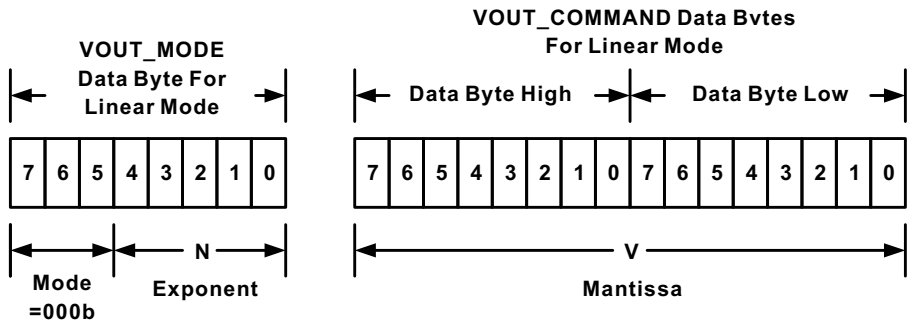 VOUT_COMMAND Data Bvtes
For Linear Mode
VOUT_MODE
Data Byte For
Linear Mode
Data Byte High
Data Byte Low
7 6 5 4 3 2 1 0
7 6 5 4 3 2 1 0 7 6 5 4 3 2 1 0
N
V
Mode
=000b
Exponent
Mantissa